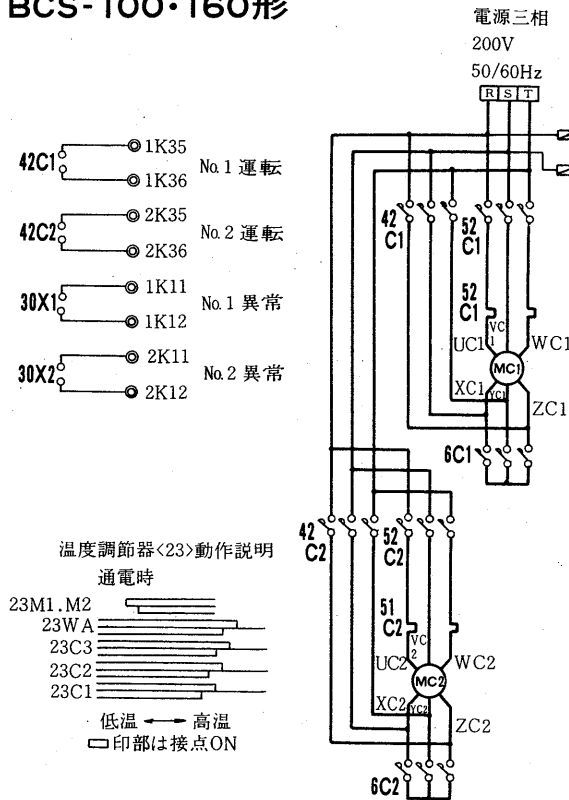 BCS-100・160形
電源三相
200V
50/60Hz
R S T
42C1
1K35
1K36
No.1 運転
42C2
2K35
2K36
No.2 運転
30X1
1K11
1K12
No.1 異常
30X2
2K11
2K12
No.2 異常
42
C1
52
C1
52
C1
VC
1
UC1
WC1
MC1
XC1
YC1
ZC1
6C1
42
C2
52
C2
51
C2
VC
2
UC2
WC2
MC2
XC2
YC2
ZC2
6C2
温度調節器<23>動作説明
通電時
23M1.M2
23WA
23C3
23C2
23C1
低温 ⟷ 高温
印部は接点ON